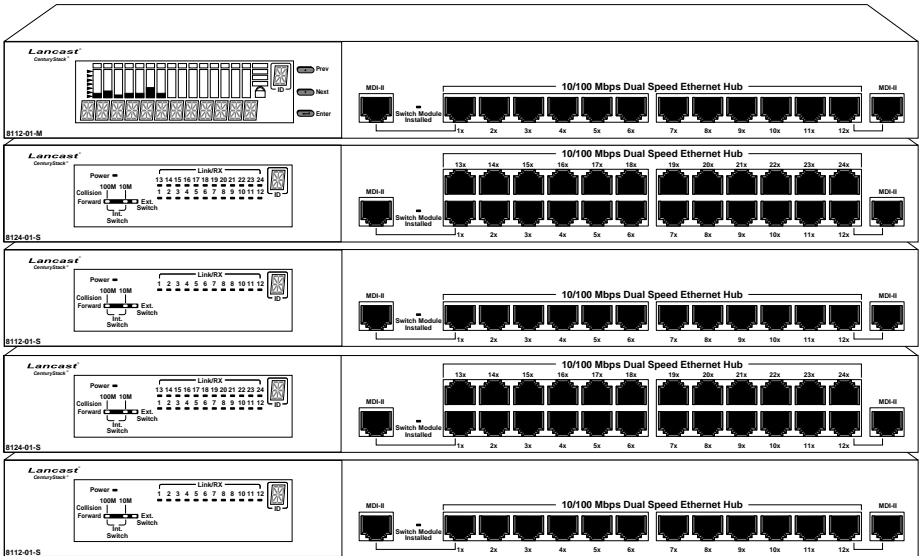 Lancast®
CenturyStack™
Prev
Next
Enter
ID
8112-01-M
10/100 Mbps Dual Speed Ethernet Hub
MDI-II MDI-II
Switch Module
Installed
1x 2x 3x 4x 5x 6x 7x 8x 9x 10x 11x 12x
Lancast®
CenturyStack™
Power
Link/RX
13 14 15 16 17 18 19 20 21 22 23 24
1 2 3 4 5 6 7 8 9 10 11 12
100M 10M
Collision
Forward
Ext.
Switch
Int.
Switch
ID
8124-01-S
10/100 Mbps Dual Speed Ethernet Hub
13x 14x 15x 16x 17x 18x 19x 20x 21x 22x 23x 24x
MDI-II MDI-II
Switch Module
Installed
1x 2x 3x 4x 5x 6x 7x 8x 9x 10x 11x 12x
Lancast®
CenturyStack™
Power
Link/RX
1 2 3 4 5 6 7 8 9 10 11 12
100M 10M
Collision
Forward
Ext.
Switch
Int.
Switch
ID
8112-01-S
10/100 Mbps Dual Speed Ethernet Hub
MDI-II MDI-II
Switch Module
Installed
1x 2x 3x 4x 5x 6x 7x 8x 9x 10x 11x 12x
Lancast®
CenturyStack™
Power
Link/RX
13 14 15 16 17 18 19 20 21 22 23 24
1 2 3 4 5 6 7 8 9 10 11 12
100M 10M
Collision
Forward
Ext.
Switch
Int.
Switch
ID
8124-01-S
10/100 Mbps Dual Speed Ethernet Hub
13x 14x 15x 16x 17x 18x 19x 20x 21x 22x 23x 24x
MDI-II MDI-II
Switch Module
Installed
1x 2x 3x 4x 5x 6x 7x 8x 9x 10x 11x 12x
Lancast®
CenturyStack™
Power
Link/RX
1 2 3 4 5 6 7 8 9 10 11 12
100M 10M
Collision
Forward
Ext.
Switch
Int.
Switch
ID
8112-01-S
10/100 Mbps Dual Speed Ethernet Hub
MDI-II MDI-II
Switch Module
Installed
1x 2x 3x 4x 5x 6x 7x 8x 9x 10x 11x 12x